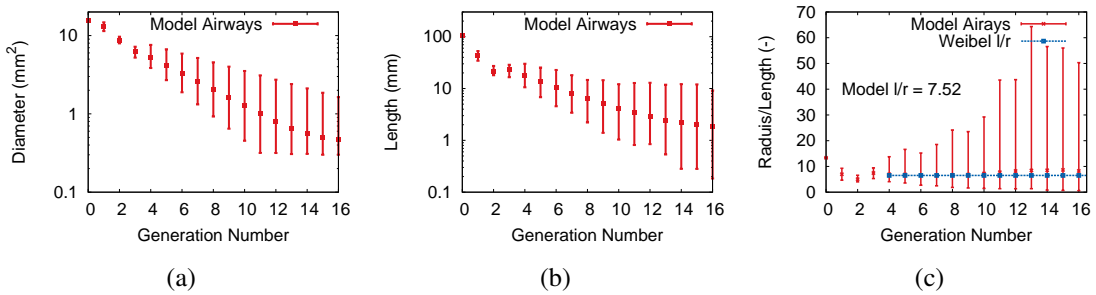 Model Airways
10
1
0.1
0 2 4 6 8 10 12 14 16
Diameter (mm²)
Generation Number
(a)
Model Airways
100
10
1
0.1
0 2 4 6 8 10 12 14 16
Length (mm)
Generation Number
(b)
Model Airays
Weibel l/r
Model l/r = 7.52
70
60
50
40
30
20
10
0
0 2 4 6 8 10 12 14 16
Raduis/Length (-)
Generation Number
(c)